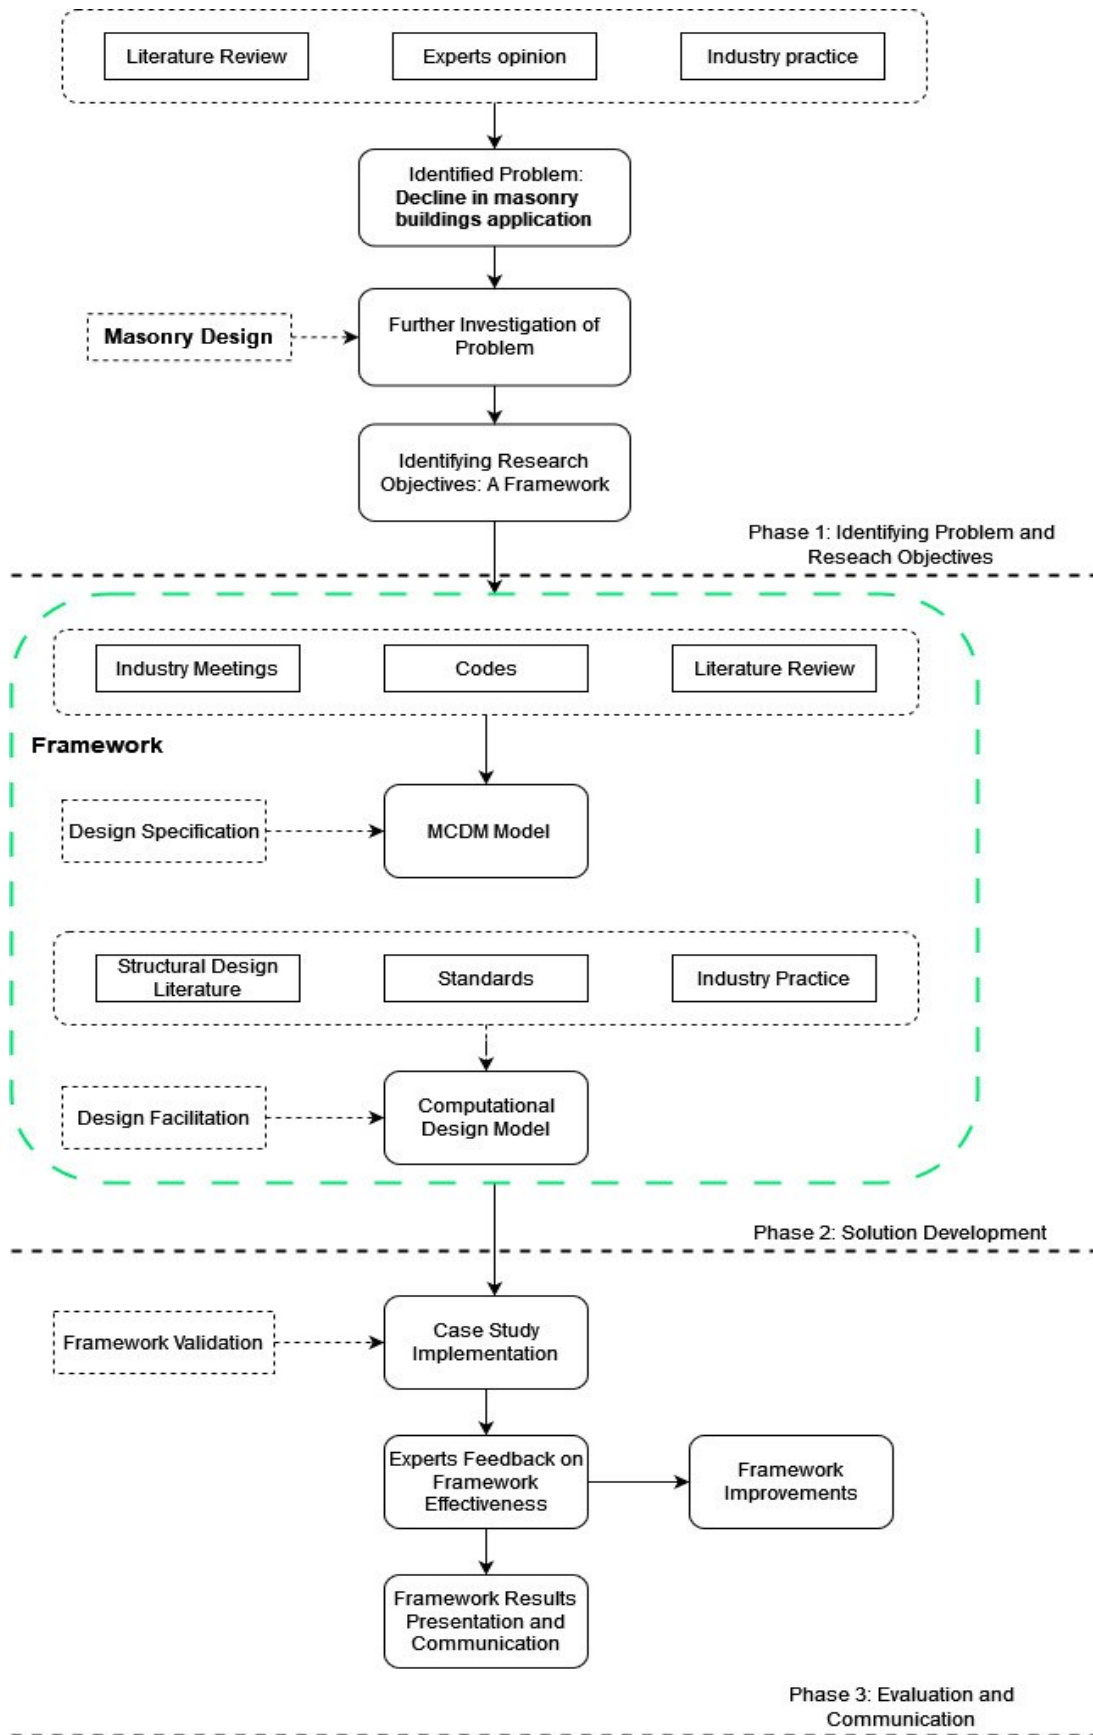 Literature Review
Experts opinion
Industry practice
Identified Problem:
Decline in masonry
buildings application
Masonry Design
Further Investigation of
Problem
Identifying Research
Objectives: A Framework
Phase 1: Identifying Problem and
Reseach Objectives
Industry Meetings
Codes
Literature Review
Framework
Design Specification
MCDM Model
Structural Design
Literature
Standards
Industry Practice
Design Facilitation
Computational
Design Model
Phase 2: Solution Development
Framework Validation
Case Study
Implementation
Experts Feedback on
Framework
Effectiveness
Framework
Improvements
Framework Results
Presentation and
Communication
Phase 3: Evaluation and
Communication